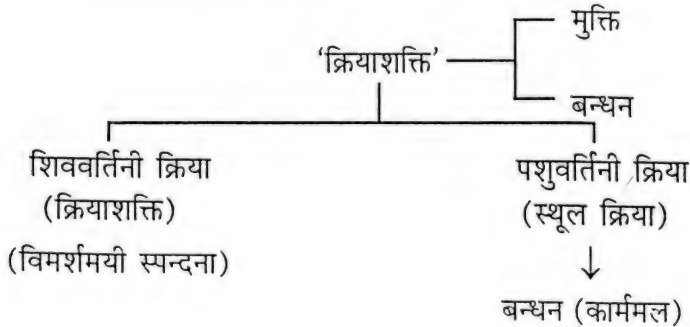 मुक्ति
‘क्रियाशक्ति’
बन्धन
शिववर्तिनी क्रिया
(क्रियाशक्ति)
(विमर्शमयी स्पन्दना)
पशुवर्तिनी क्रिया
(स्थूल क्रिया)
↓
बन्धन (कार्ममल)